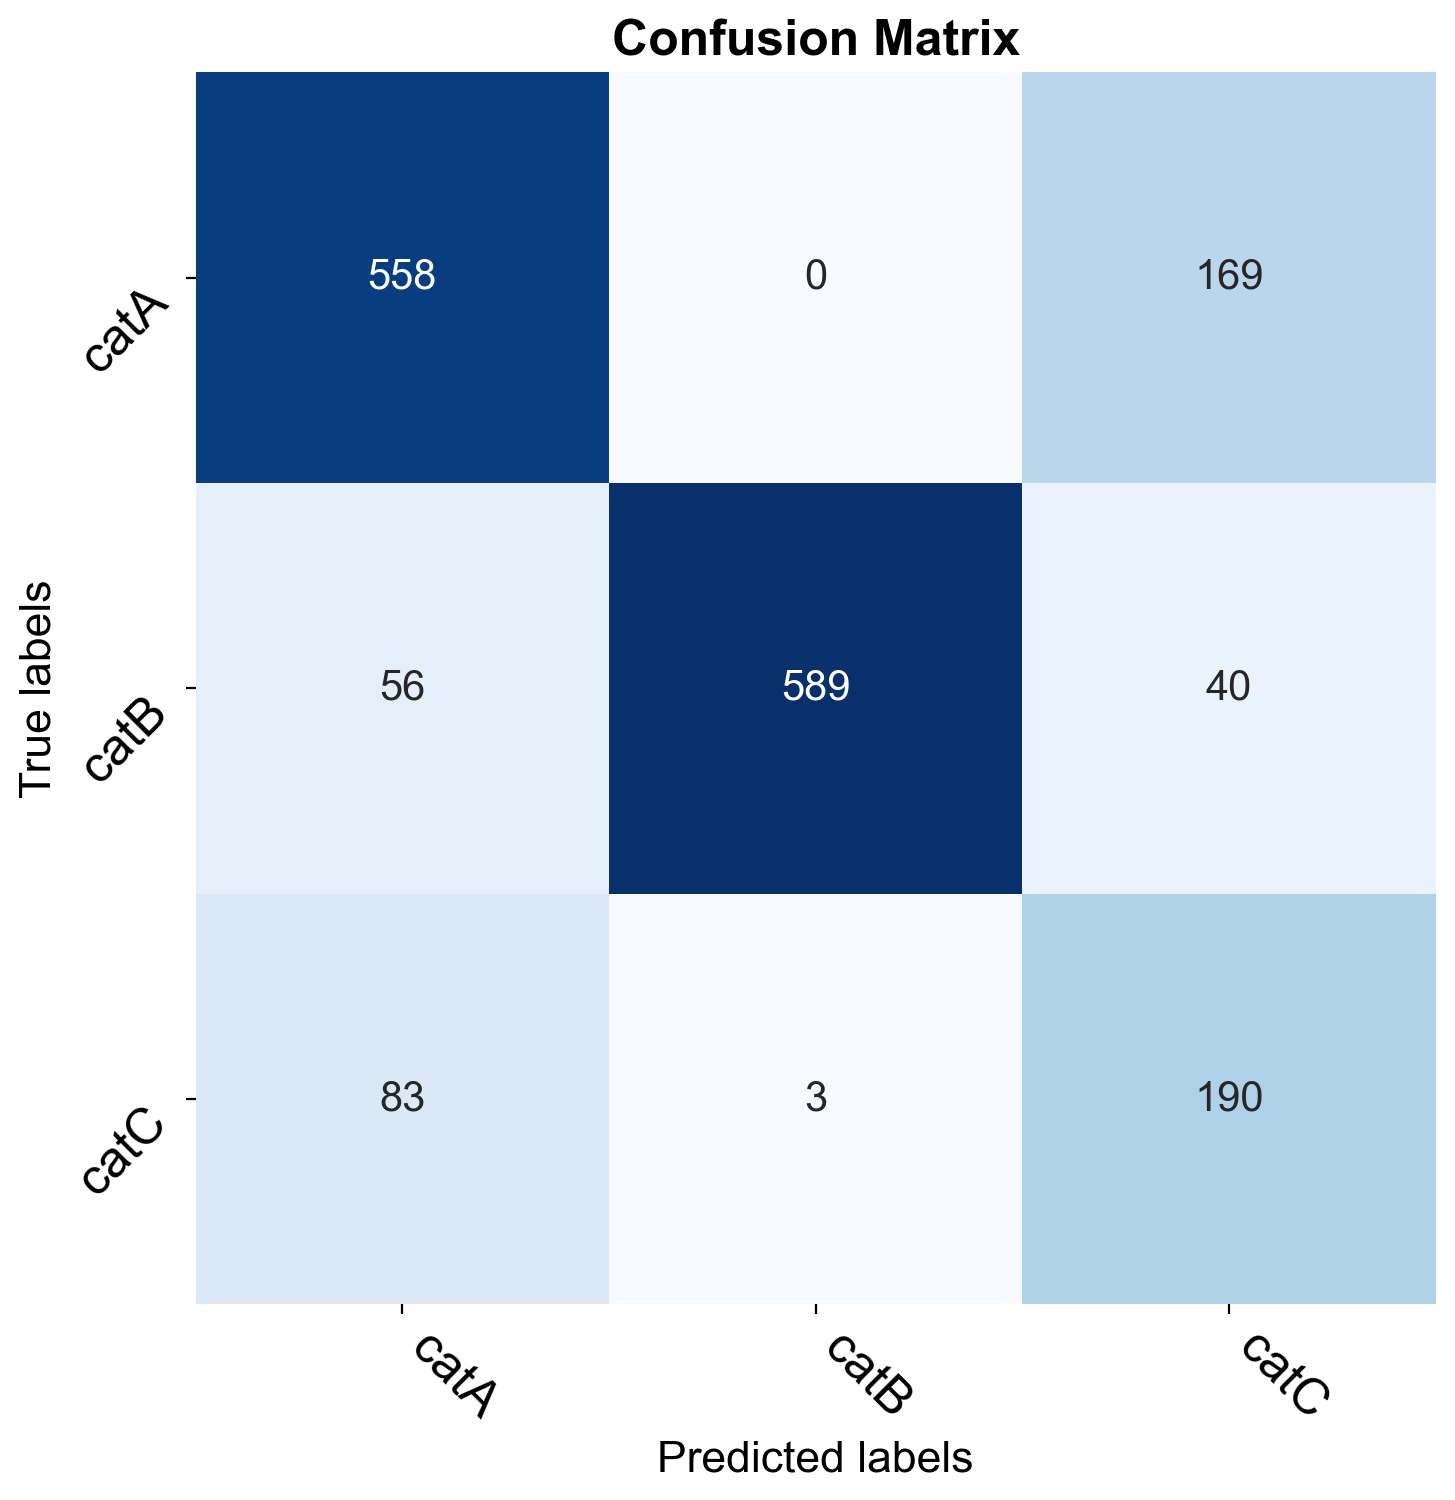 Confusion Matrix
True labels
catA
558 0 169
catB
56 589 40
catC
83 3 190
catA catB catC
Predicted labels